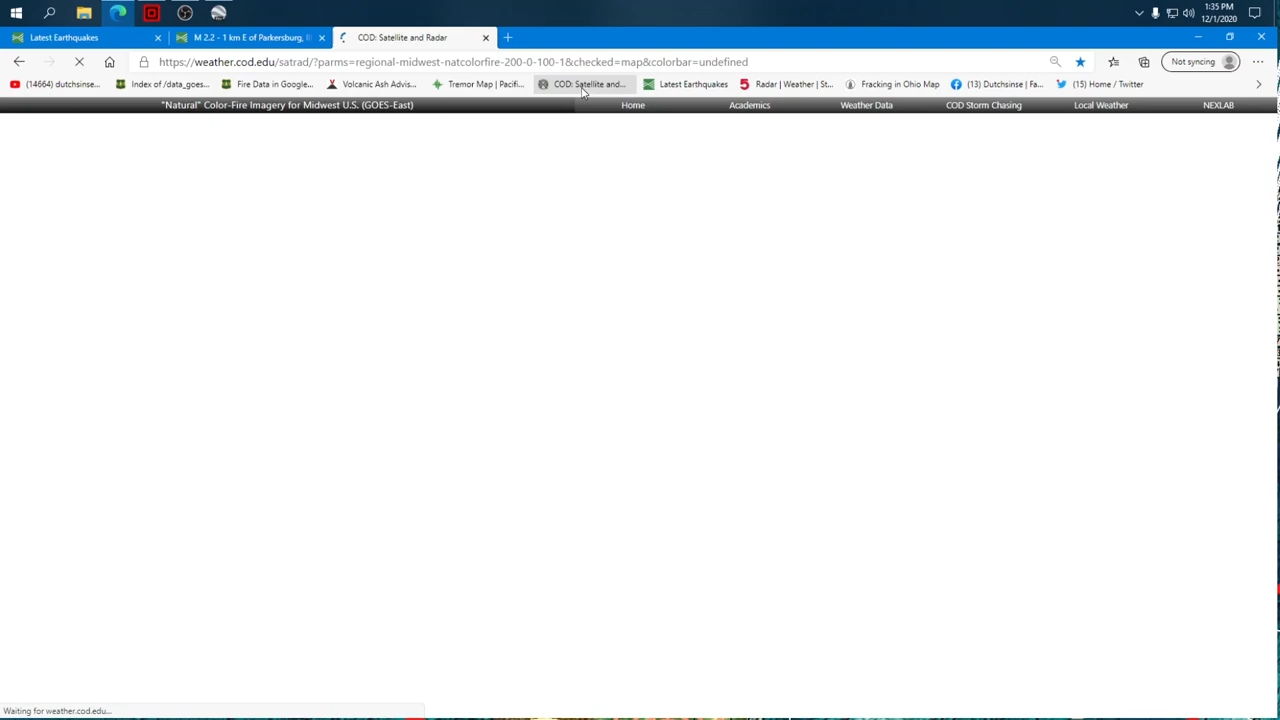 1:35 PM
12/1/2020
Latest Earthquakes
M 2.2 - 1 km E of Parkersburg, I
COD: Satellite and Radar
https://weather.cod.edu/satrad/?parms=regional-midwest-natcolorfire-200-0-100-1&checked=map&colorbar=undefined
Not syncing
(14664) dutchsinse...
Index of /data_goes...
Fire Data in Google...
Volcanic Ash Advis...
Tremor Map | Pacifi...
COD: Satellite and...
Latest Earthquakes
Radar | Weather | St...
Fracking in Ohio Map
(13) Dutchsinse | Fa...
(15) Home / Twitter
"Natural" Color-Fire Imagery for Midwest U.S. (GOES-East)
Home
Academics
Weather Data
COD Storm Chasing
Local Weather
NEXLAB
Waiting for weather.cod.edu...